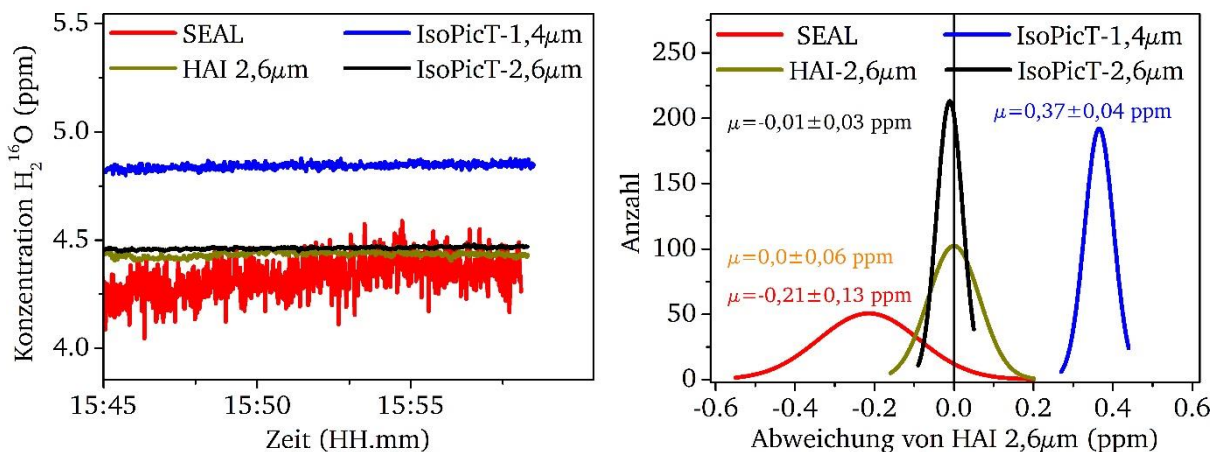 5.5
5.0
4.5
4.0
Konzentration H₂¹⁶O (ppm)
SEAL
IsoPicT-1,4µm
HAI 2,6µm
IsoPicT-2,6µm
15:45
15:50
15:55
Zeit (HH.mm)
250
200
150
100
50
0
Anzahl
SEAL
IsoPicT-1,4µm
HAI-2,6µm
IsoPicT-2,6µm
µ=-0,01±0,03 ppm
µ=0,37±0,04 ppm
µ=0,0±0,06 ppm
µ=-0,21±0,13 ppm
-0.6
-0.4
-0.2
0.0
0.2
0.4
0.6
Abweichung von HAI 2,6µm (ppm)